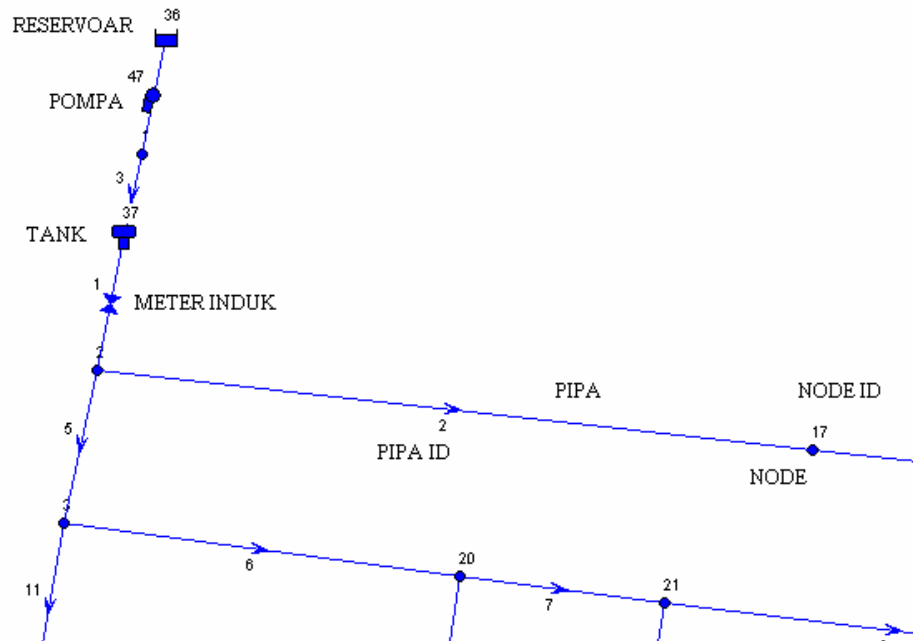 36
RESERVOAR
47
POMPA
3
37
TANK
1
METER INDUK
2
PIPA
NODE ID
2
17
5
PIPA ID
NODE
3
20
6
21
7
11